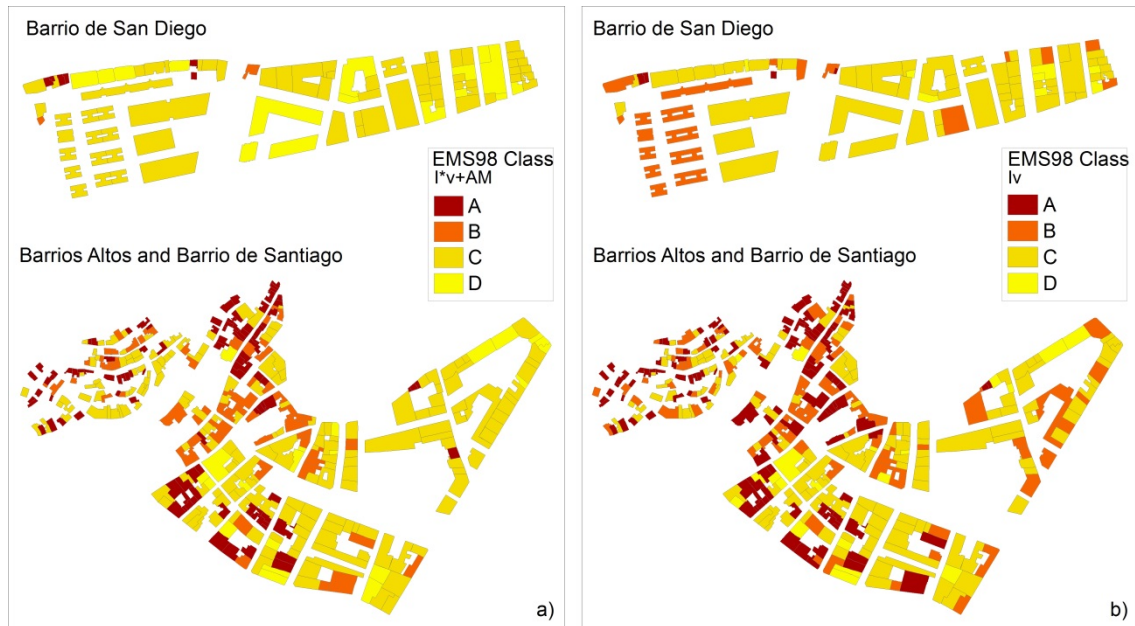 Barrio de San Diego
EMS98 Class
I*v+AM
A
B
C
D
Barrios Altos and Barrio de Santiago
a)
Barrio de San Diego
EMS98 Class
Iv
A
B
C
D
Barrios Altos and Barrio de Santiago
b)